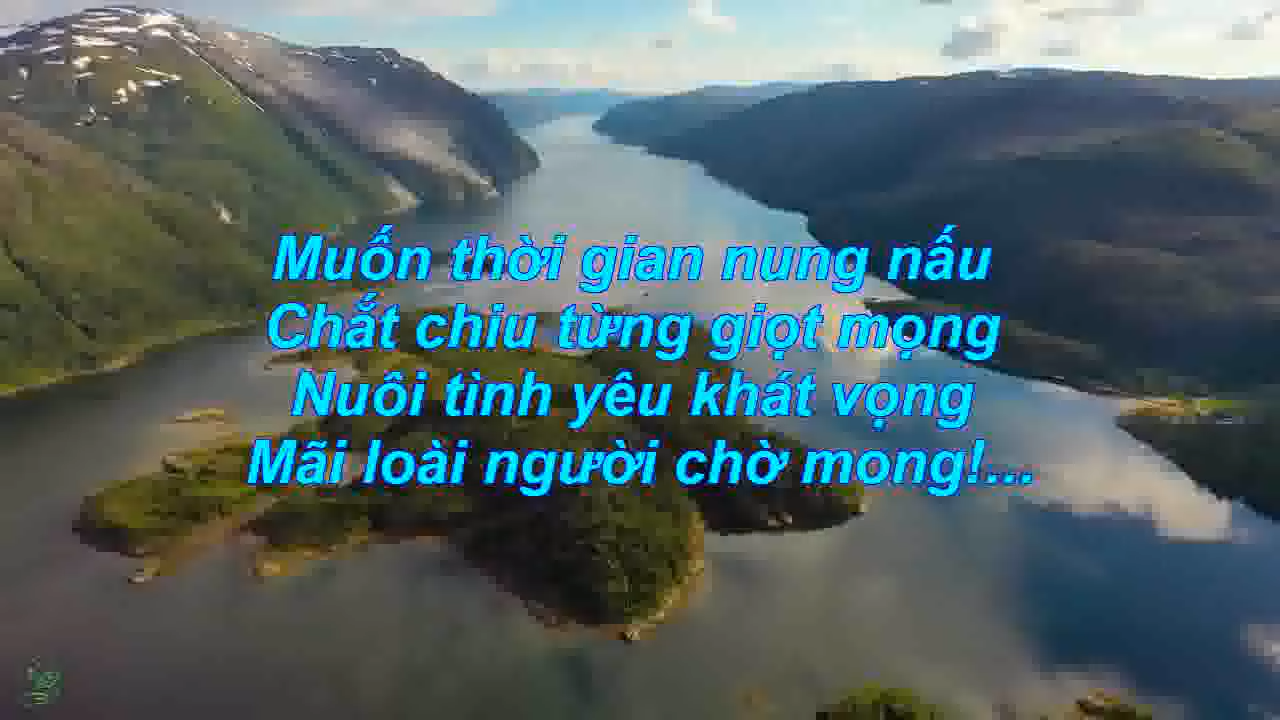 Muốn thời gian nung nấu
Chắt chiu từng giọt mọng
Nuôi tình yêu khát vọng
Mãi loài người chờ mong!...